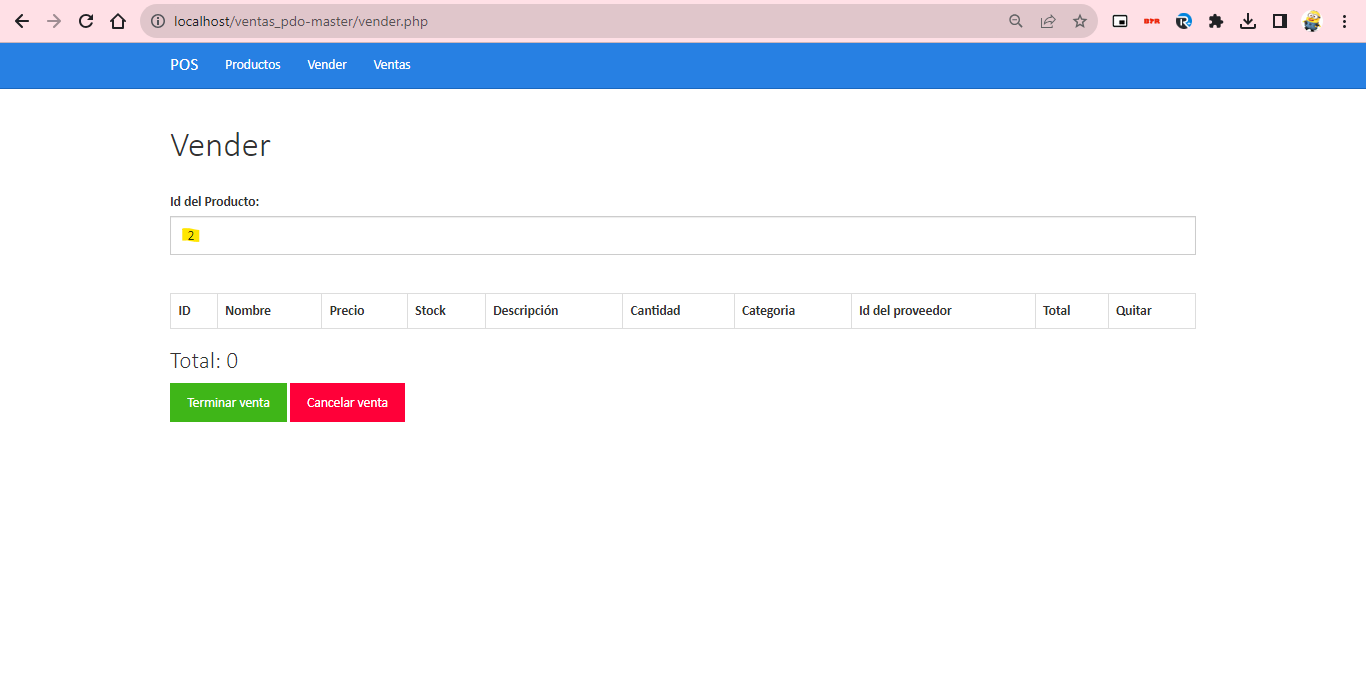 localhost/ventas_pdo-master/vender.php
POS Productos Vender Ventas
Vender
Id del Producto:
2
ID Nombre Precio Stock Descripción Cantidad Categoria Id del proveedor Total Quitar
Total: 0
Terminar venta Cancelar venta